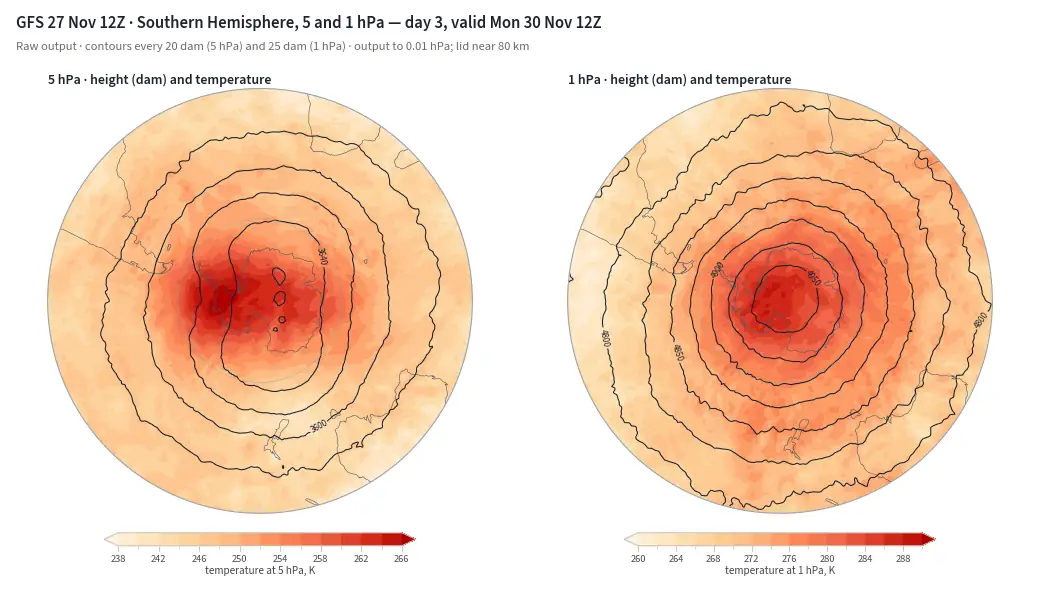 GFS 27 Nov 12Z · Southern Hemisphere, 5 and 1 hPa — day 3, valid Mon 30 Nov 12Z
Raw output · contours every 20 dam (5 hPa) and 25 dam (1 hPa) · output to 0.01 hPa; lid near 80 km
5 hPa · height (dam) and temperature
1 hPa · height (dam) and temperature
3640
3600
4950
4800
4850
4800
238 242 246 250 254 258 262 266
temperature at 5 hPa, K
260 264 268 272 276 280 284 288
temperature at 1 hPa, K